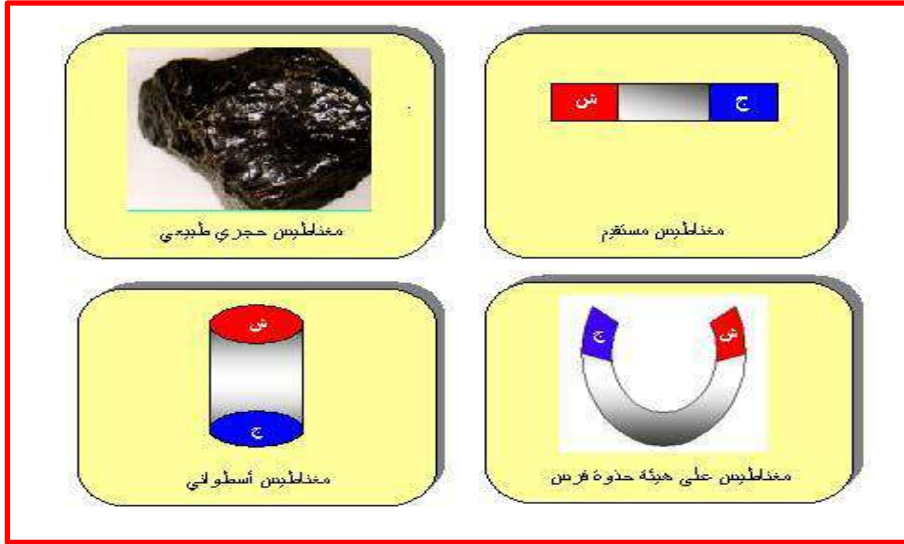 ش ج
مغناطيس مستقيم
مغناطيس حجري طبيعي
ج ش
مغناطيس على هيئة حذوة فرس
ش
ج
مغناطيس أسطواني